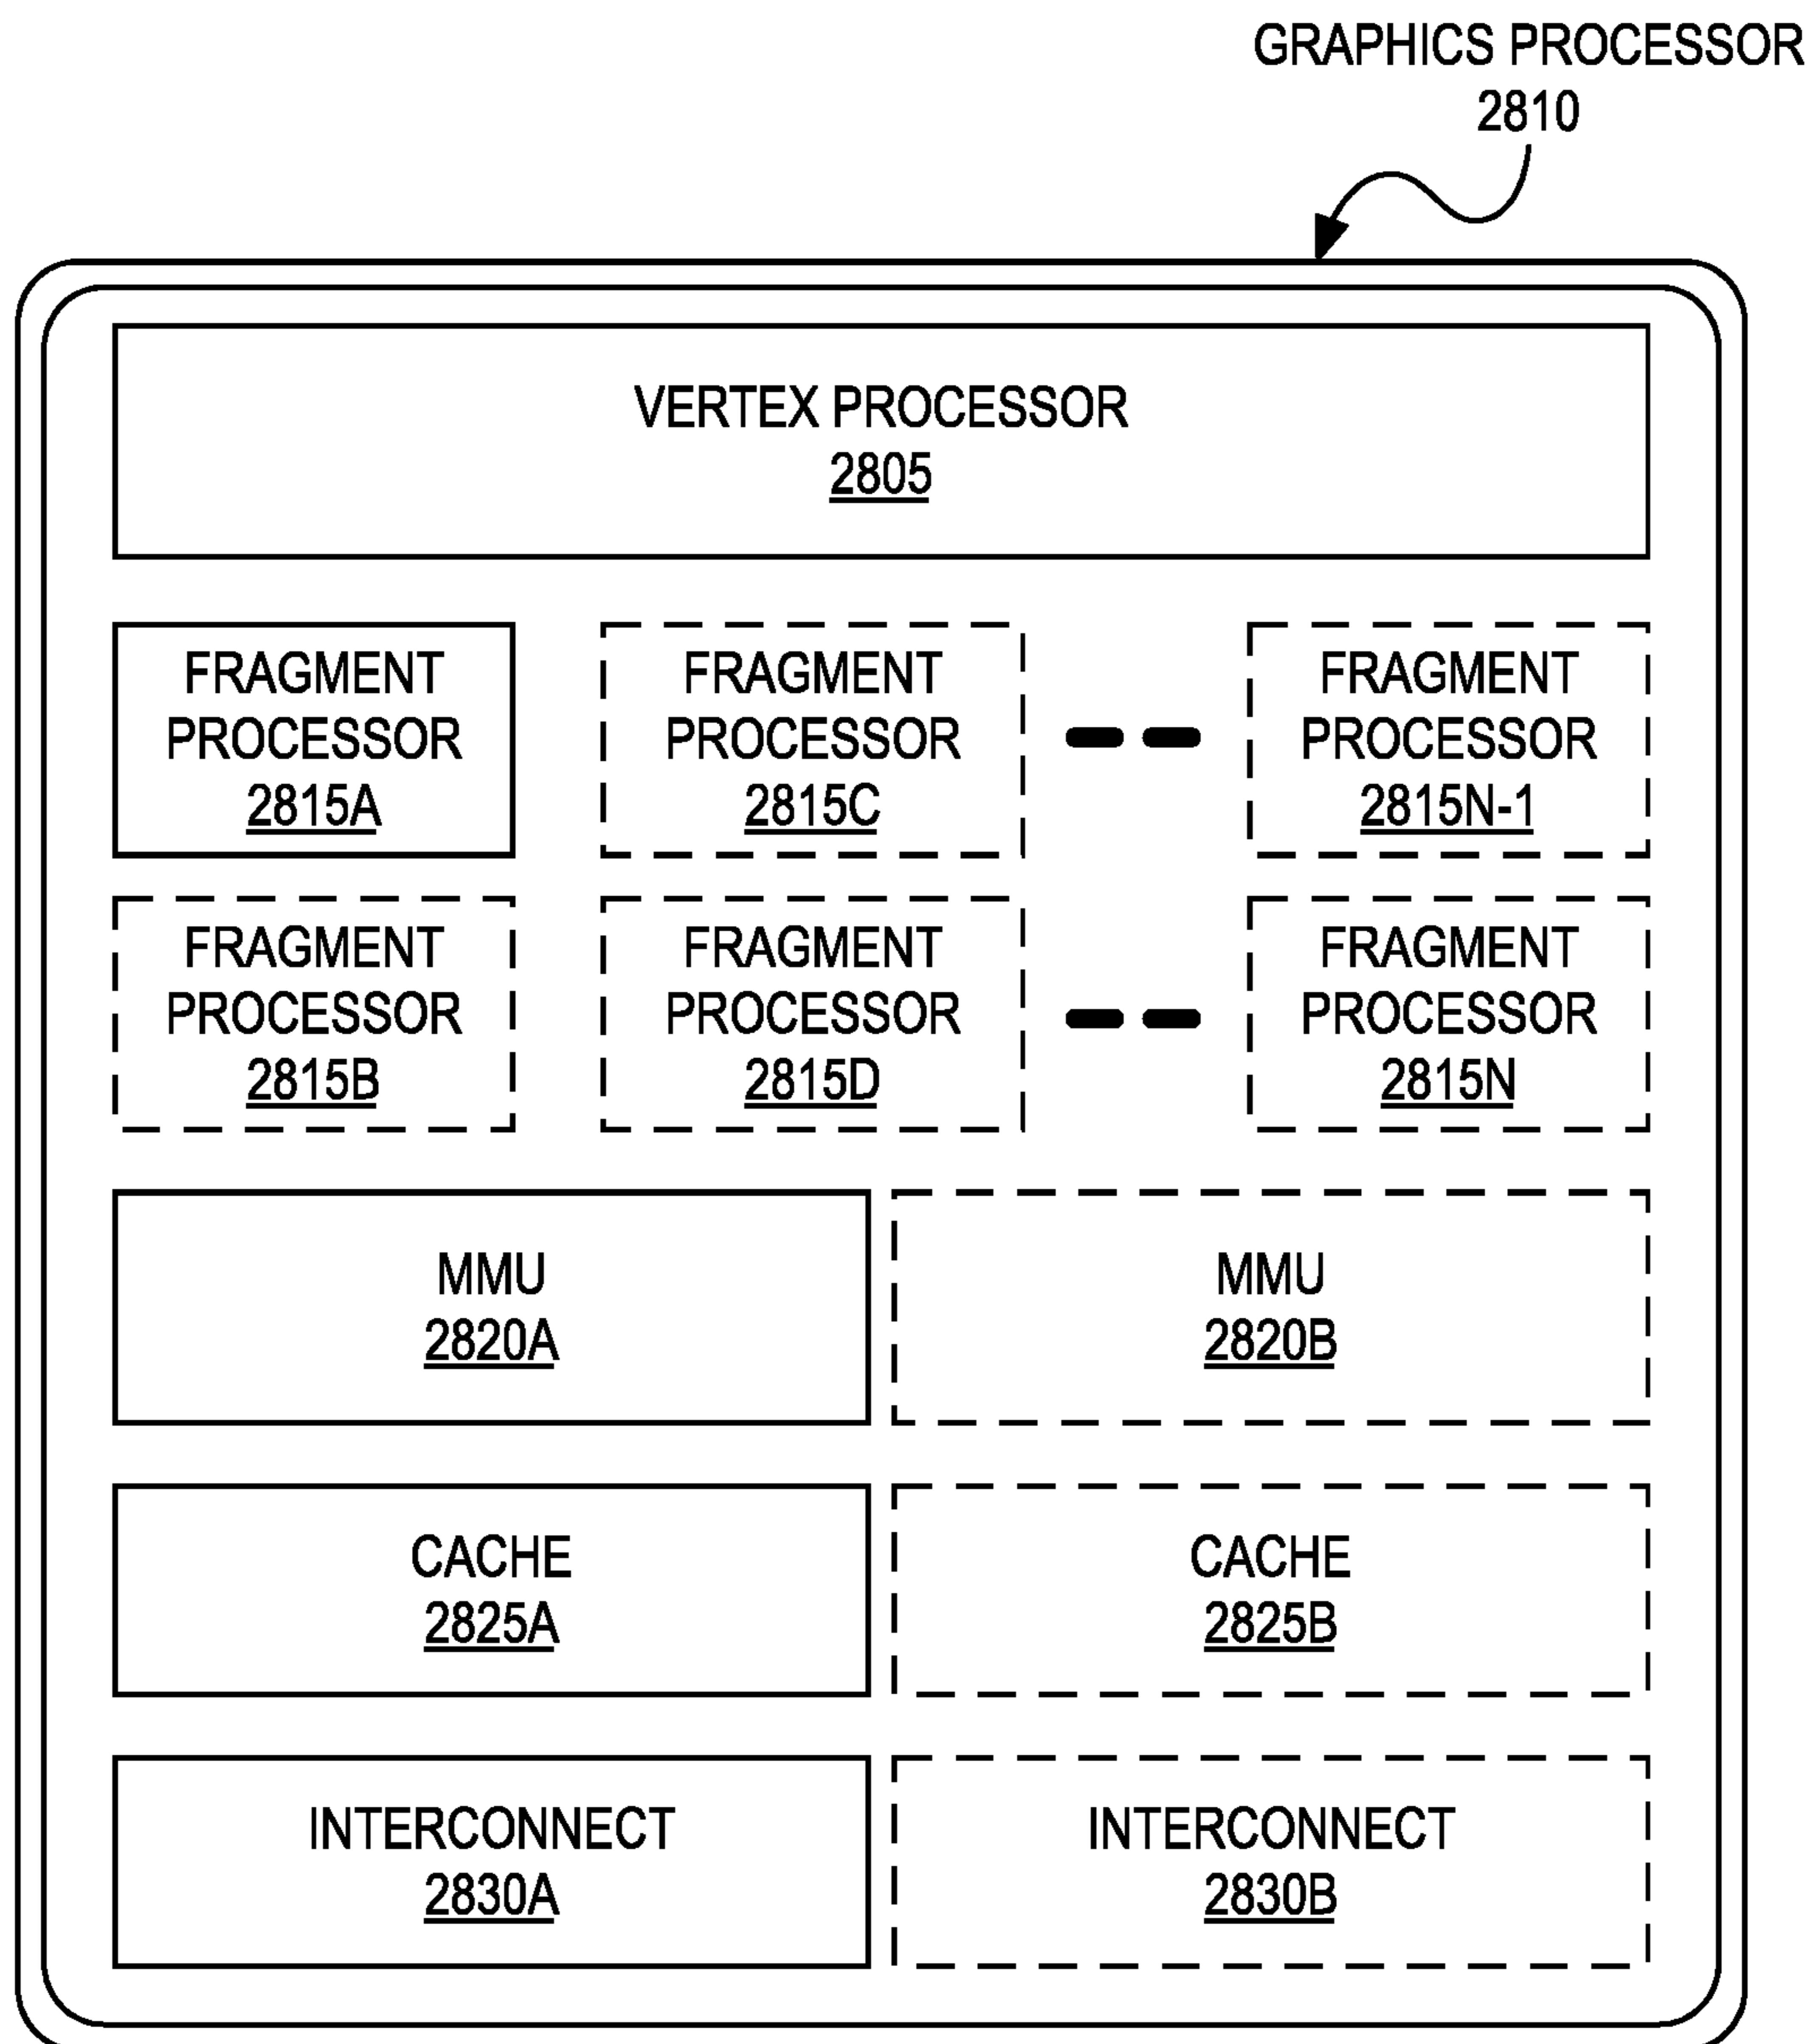 GRAPHICS PROCESSOR
2810
VERTEX PROCESSOR
2805
FRAGMENT
PROCESSOR
2815A
FRAGMENT
PROCESSOR
2815C
FRAGMENT
PROCESSOR
2815N-1
FRAGMENT
PROCESSOR
2815B
FRAGMENT
PROCESSOR
2815D
FRAGMENT
PROCESSOR
2815N
MMU
2820A
MMU
2820B
CACHE
2825A
CACHE
2825B
INTERCONNECT
2830A
INTERCONNECT
2830B